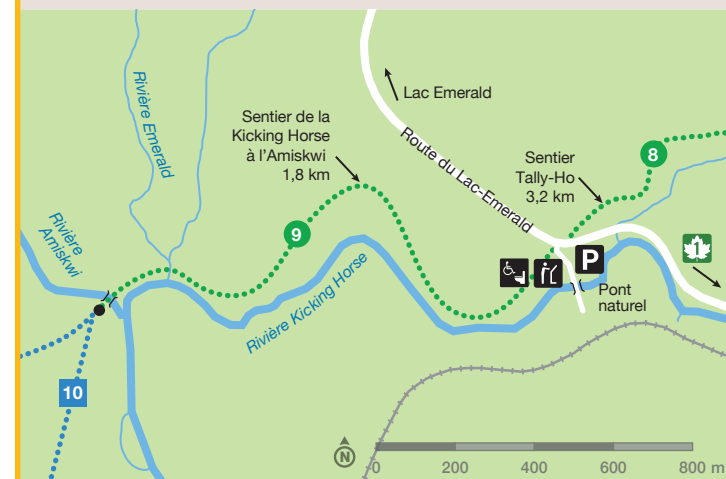 Lac Emerald
Rivière Emerald
Sentier de la
Kicking Horse
à l'Amiskwi
1,8 km
Route du Lac-Emerald
Sentier
Tally-Ho
3,2 km
8
Rivière
Amiskwi
9
1
P
Rivière Kicking Horse
Pont
naturel
10
N
0 200 400 600 800 m